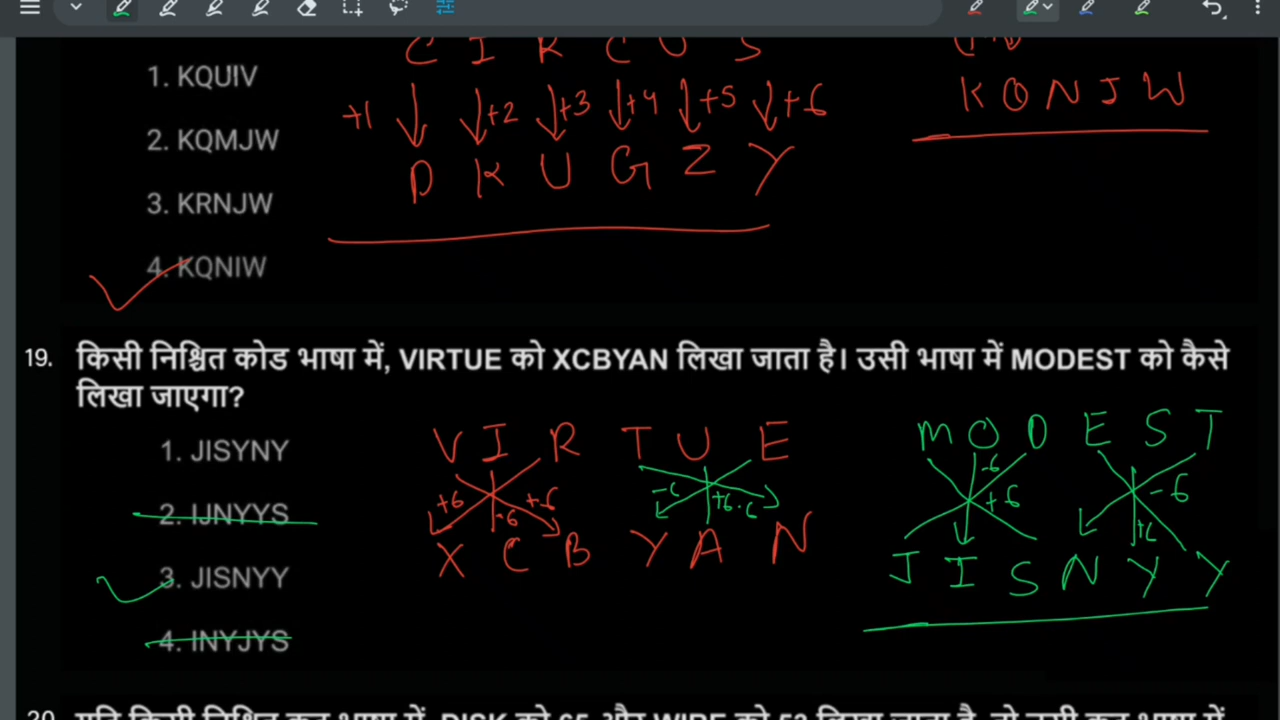 C I R C U S
1. KQUIV
+1 +2 +3 +4 +5 +6
K Q N J W
2. KQMJW
D K U G Z Y
3. KRNJW
4. KQNIW
19. किसी निश्चित कोड भाषा में, VIRTUE को XCBYAN लिखा जाता है। उसी भाषा में MODEST को कैसे
लिखा जाएगा?
1. JISYNY
V I R T U E
M O D E S T
+6 -6 +6 -6 +6 -6
-6 +6 -6 +6
2. IJNYYS
X C B Y A N
J I S N Y Y
3. JISNYY
4. INYJYS